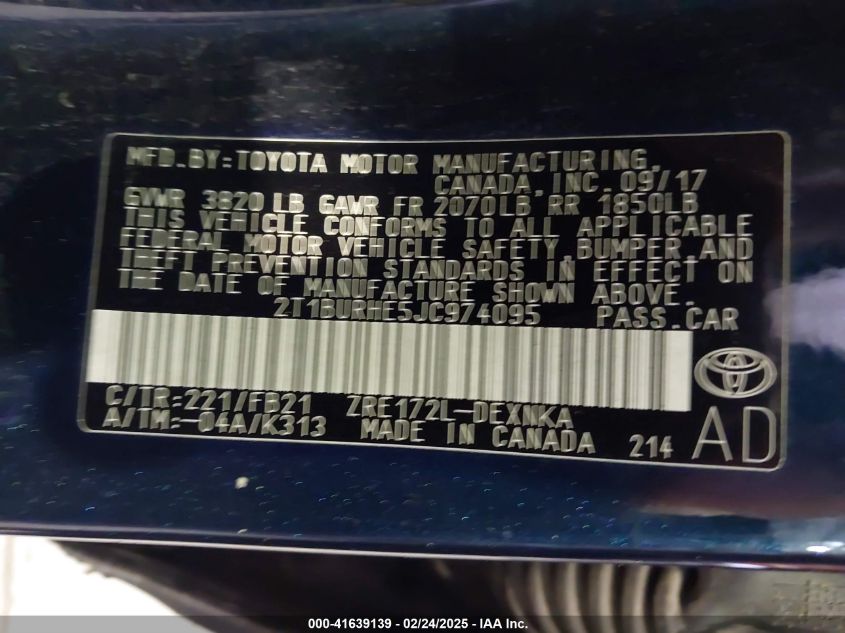 MFD.BY:TOYOTA MOTOR MANUFACTURING,
CANADA, INC. 09/17
GVWR 3820 LB GAWR FR 2070LB RR 1850LB
THIS VEHICLE CONFORMS TO ALL APPLICABLE
FEDERAL MOTOR VEHICLE SAFETY, BUMPER, AND
THEFT PREVENTION STANDARDS IN EFFECT ON
THE DATE OF MANUFACTURE SHOWN ABOVE.
2T1BURHE5JC974095 PASS.CAR
C/TR:221/FB21 ZRE172L-DEXNKA
A/TM:-04A/K313 MADE IN CANADA 214
AD
000-41639139 / 02/24/2025 - IAA Inc.